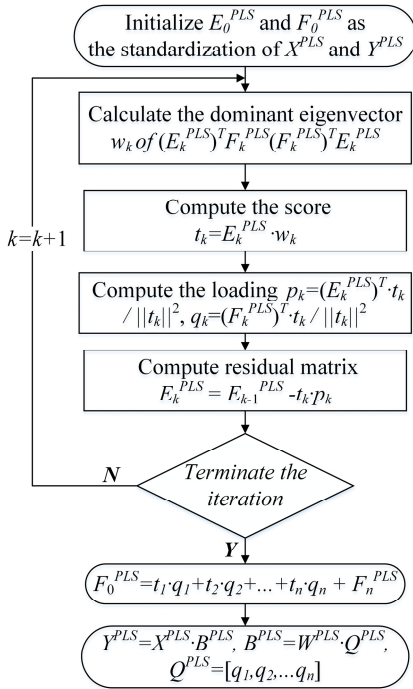 Initialize E₀ᴾᴸˢ and F₀ᴾᴸˢ as
the standardization of Xᴾᴸˢ and Yᴾᴸˢ
Calculate the dominant eigenvector
wₖ of (Eₖᴾᴸˢ)ᵀFₖᴾᴸˢ(Fₖᴾᴸˢ)ᵀEₖᴾᴸˢ
Compute the score
tₖ=Eₖᴾᴸˢ·wₖ
k=k+1
Compute the loading pₖ=(Eₖᴾᴸˢ)ᵀ·tₖ
/ ||tₖ||², qₖ=(Fₖᴾᴸˢ)ᵀ·tₖ / ||tₖ||²
Compute residual matrix
Eₖᴾᴸˢ = Eₖ₋₁ᴾᴸˢ -tₖ·pₖ
N
Terminate the
iteration
Y
F₀ᴾᴸˢ=t₁·q₁+t₂·q₂+...+tₙ·qₙ + Fₙᴾᴸˢ
Yᴾᴸˢ=Xᴾᴸˢ·Bᴾᴸˢ, Bᴾᴸˢ=Wᴾᴸˢ·Qᴾᴸˢ,
Qᴾᴸˢ=[q₁,q₂,...qₙ]